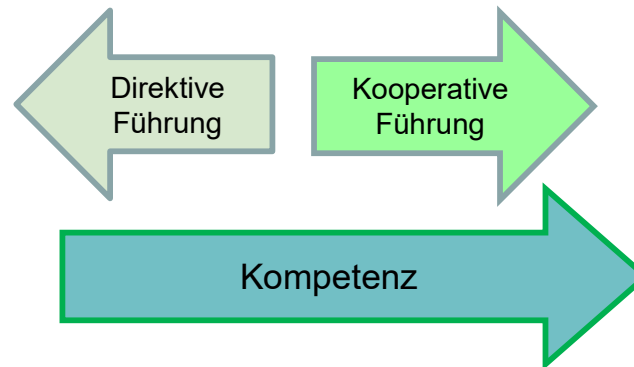 Direktive
Führung
Kooperative
Führung
Kompetenz